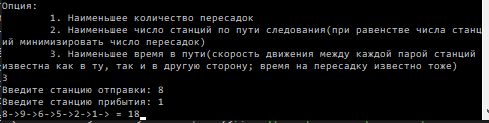 Опция:
1. Наименьшее количество пересадок
2. Наименьшее число станций по пути следования(при равенстве числа станц
ий минимизировать число пересадок)
3. Наименьшее время в пути(скорость движения между каждой парой станций
известна как в ту, так и в другую сторону; время на пересадку известно тоже)
3
Введите станцию отправки: 8
Введите станцию прибытия: 1
8->9->6->5->2->1-> = 18